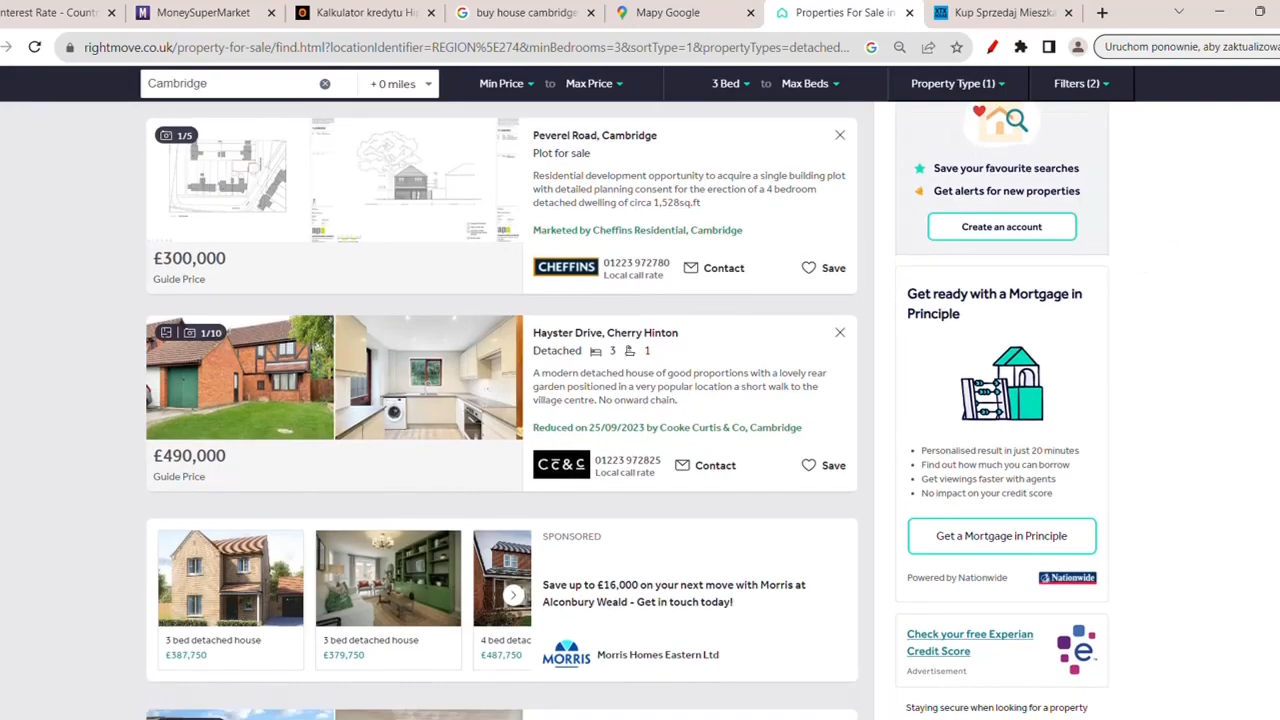 nterest Rate - Count
MoneySuperMarket
Kalkulator kredytu Hi
buy house cambridge
Mapy Google
Properties For Sale in
Kup Sprzedaj Mieszk
rightmove.co.uk/property-for-sale/find.html?locationIdentifier=REGION%5E274&minBedrooms=3&sortType=1&propertyTypes=detached...
Uruchom ponownie, aby zaktualizowa
Cambridge
+ 0 miles
Min Price to Max Price
3 Bed to Max Beds
Property Type (1)
Filters (2)
1/5
Peverel Road, Cambridge
Plot for sale
Residential development opportunity to acquire a single building plot
with detailed planning consent for the erection of a 4 bedroom
detached dwelling of circa 1,528sq.ft
Marketed by Cheffins Residential, Cambridge
£300,000
Guide Price
CHEFFINS
01223 972780
Local call rate
Contact
Save
1/10
Hayster Drive, Cherry Hinton
Detached 3 1
A modern detached house of good proportions with a lovely rear
garden positioned in a very popular location a short walk to the
village centre. No onward chain.
Reduced on 25/09/2023 by Cooke Curtis & Co, Cambridge
£490,000
Guide Price
CC&C
01223 972825
Local call rate
Contact
Save
SPONSORED
Save up to £16,000 on your next move with Morris at
Alconbury Weald - Get in touch today!
3 bed detached house
£387,750
3 bed detached house
£379,750
4 bed detac
£487,750
MORRIS
Morris Homes Eastern Ltd
Save your favourite searches
Get alerts for new properties
Create an account
Get ready with a Mortgage in
Principle
Personalised result in just 20 minutes
Find out how much you can borrow
Get viewings faster with agents
No impact on your credit score
Get a Mortgage in Principle
Powered by Nationwide
Nationwide
Check your free Experian
Credit Score
Advertisement
e
Staying secure when looking for a property